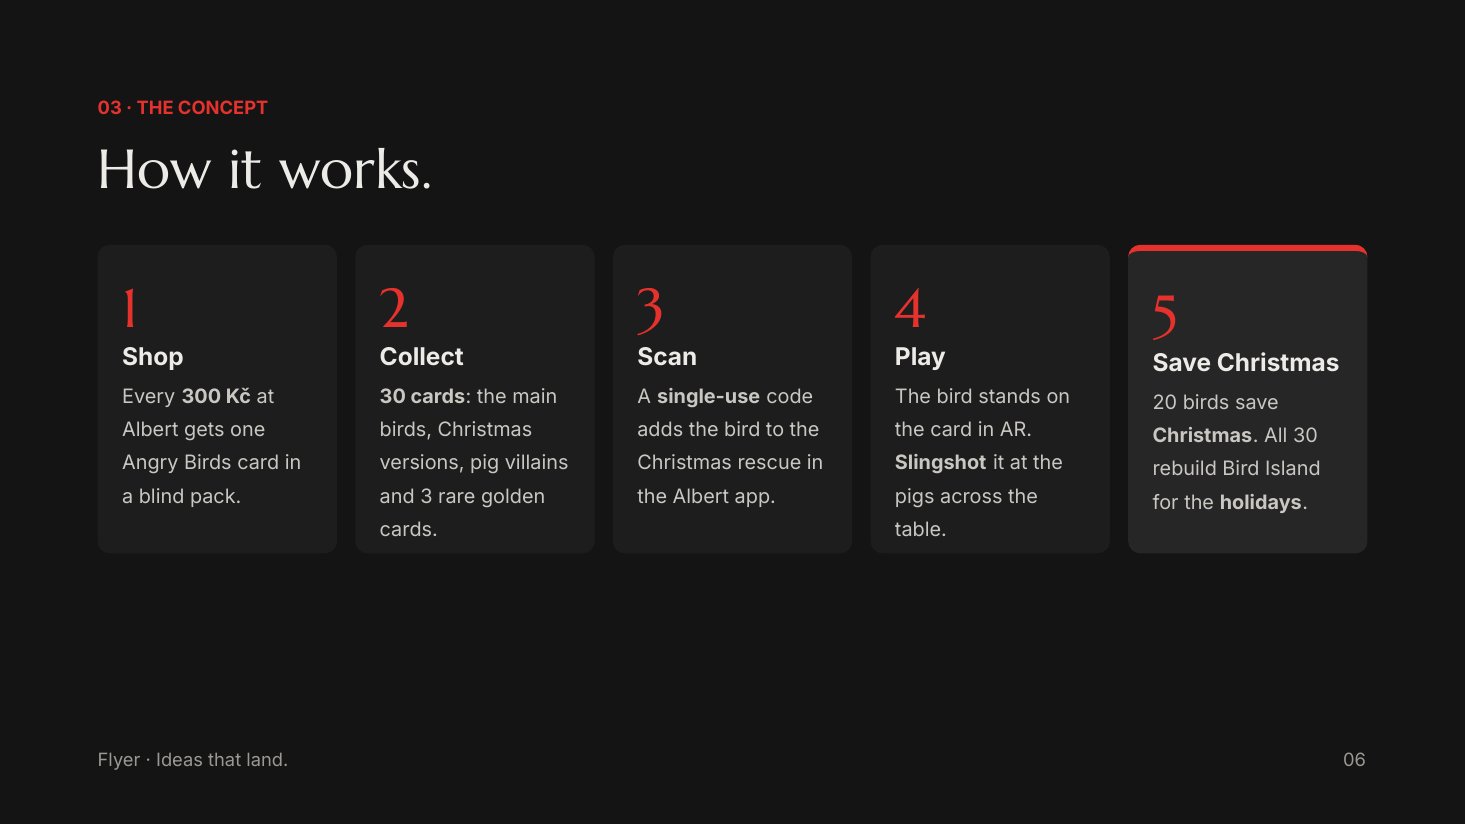 03 · THE CONCEPT
How it works.
1
Shop
Every 300 Kč at
Albert gets one
Angry Birds card in
a blind pack.
2
Collect
30 cards: the main
birds, Christmas
versions, pig villains
and 3 rare golden
cards.
3
Scan
A single-use code
adds the bird to the
Christmas rescue in
the Albert app.
4
Play
The bird stands on
the card in AR.
Slingshot it at the
pigs across the
table.
5
Save Christmas
20 birds save
Christmas. All 30
rebuild Bird Island
for the holidays.
Flyer · Ideas that land.
06